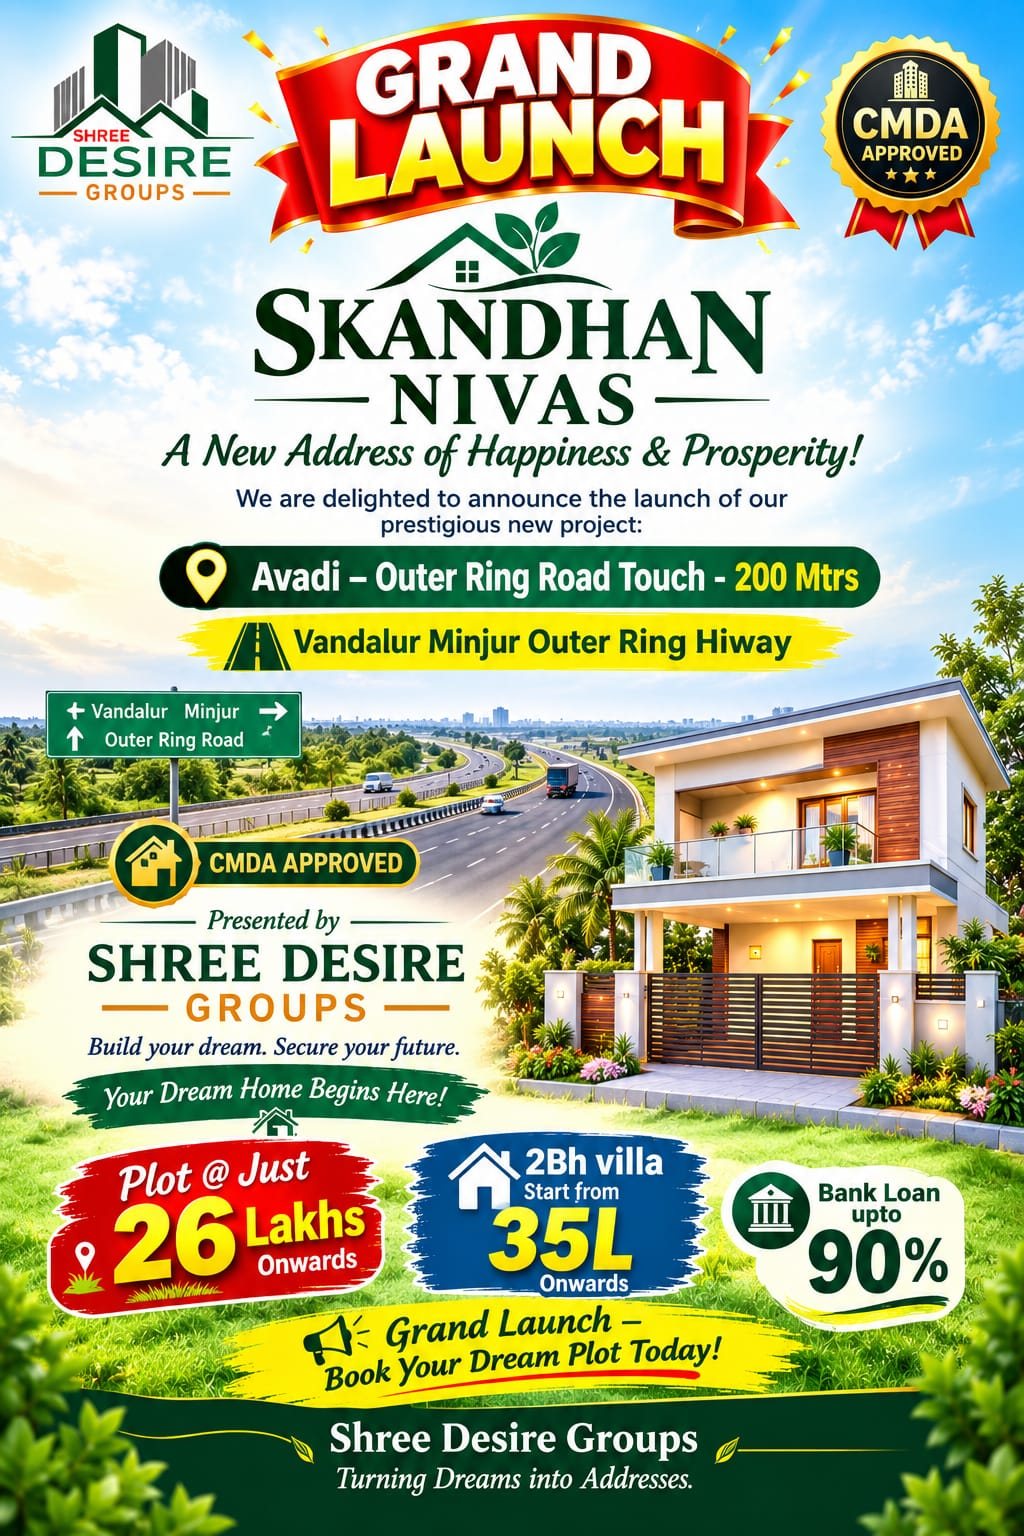 SHREE
DESIRE
GROUPS
GRAND
LAUNCH
CMDA
APPROVED
SKANDHAN
NIVAS
A New Address of Happiness & Prosperity!
We are delighted to announce the launch of our
prestigious new project:
Avadi – Outer Ring Road Touch - 200 Mtrs
Vandalur Minjur Outer Ring Hiway
← Vandalur Minjur →
↑ Outer Ring Road
CMDA APPROVED
Presented by
SHREE DESIRE
GROUPS
Build your dream. Secure your future.
Your Dream Home Begins Here!
Plot @ Just
26 Lakhs
Onwards
2Bh villa
Start from
35L
Onwards
Bank Loan
upto
90%
Grand Launch –
Book Your Dream Plot Today!
Shree Desire Groups
Turning Dreams into Addresses.